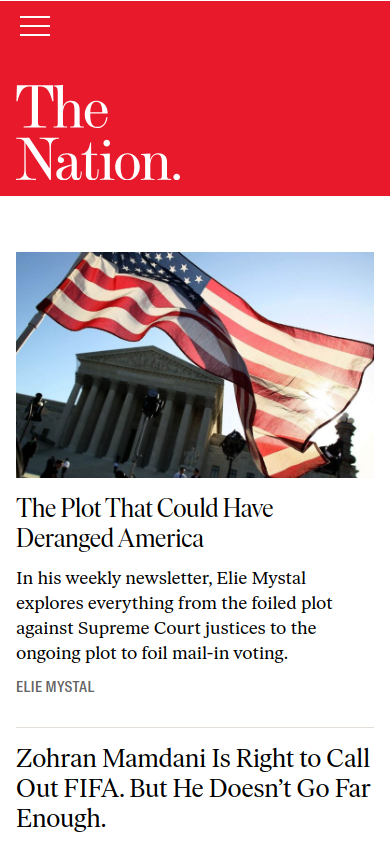 The
Nation.
The Plot That Could Have
Deranged America
In his weekly newsletter, Elie Mystal
explores everything from the foiled plot
against Supreme Court justices to the
ongoing plot to foil mail-in voting.
ELIE MYSTAL
Zohran Mamdani Is Right to Call
Out FIFA. But He Doesn’t Go Far
Enough.